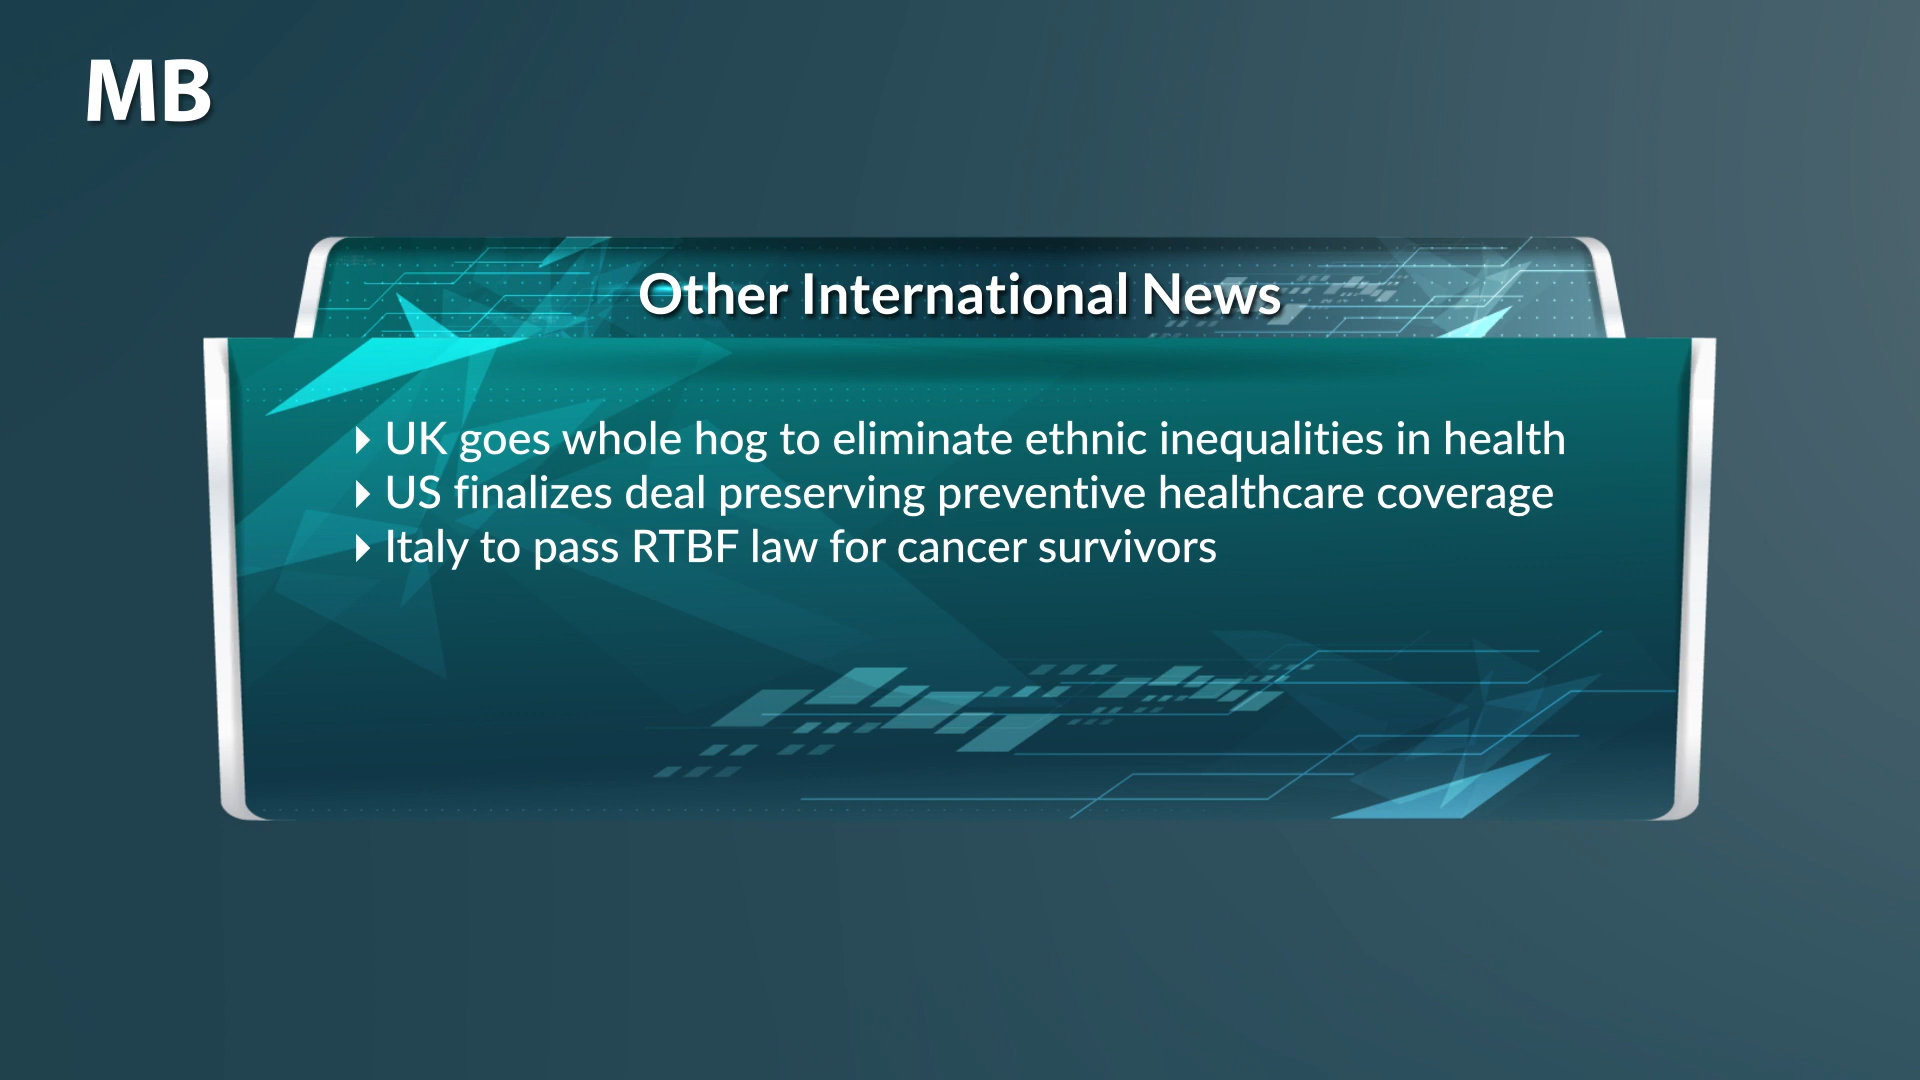 MB
Other International News
UK goes whole hog to eliminate ethnic inequalities in health
US finalizes deal preserving preventive healthcare coverage
Italy to pass RTBF law for cancer survivors